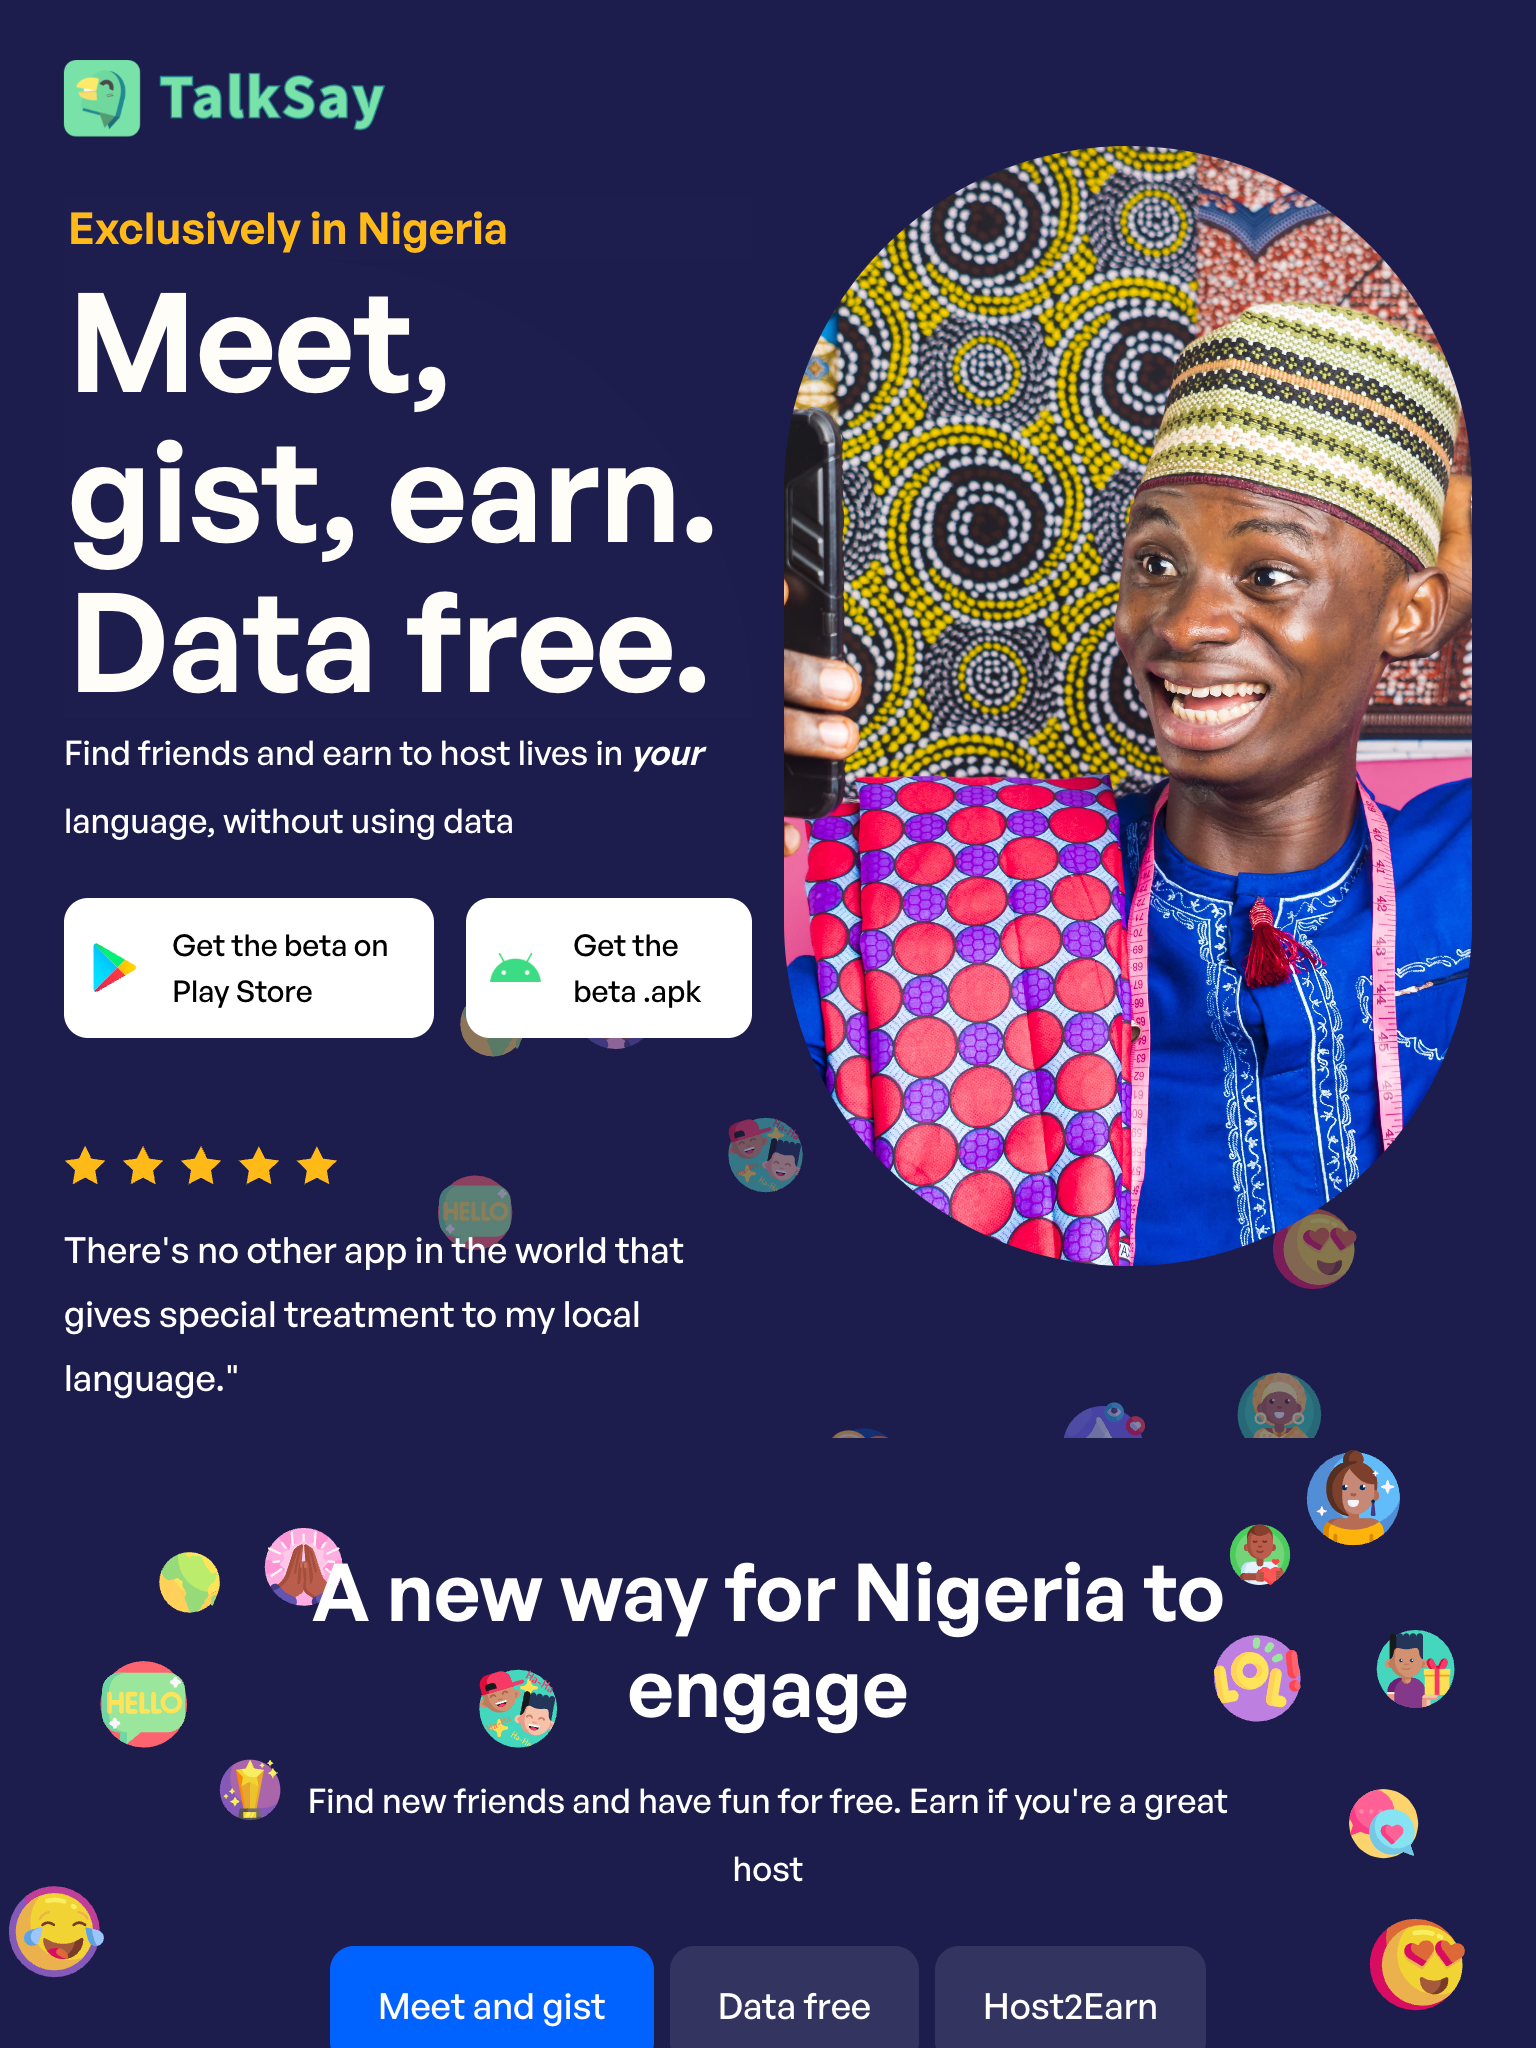 TalkSay
Exclusively in Nigeria
Meet,
gist, earn.
Data free.
Find friends and earn to host lives in your
language, without using data
Get the beta on
Play Store
Get the
beta .apk
HELLO
There's no other app in the world that
gives special treatment to my local
language."
A new way for Nigeria to
engage
HELLO
LOL!
Find new friends and have fun for free. Earn if you're a great
host
Meet and gist
Data free
Host2Earn